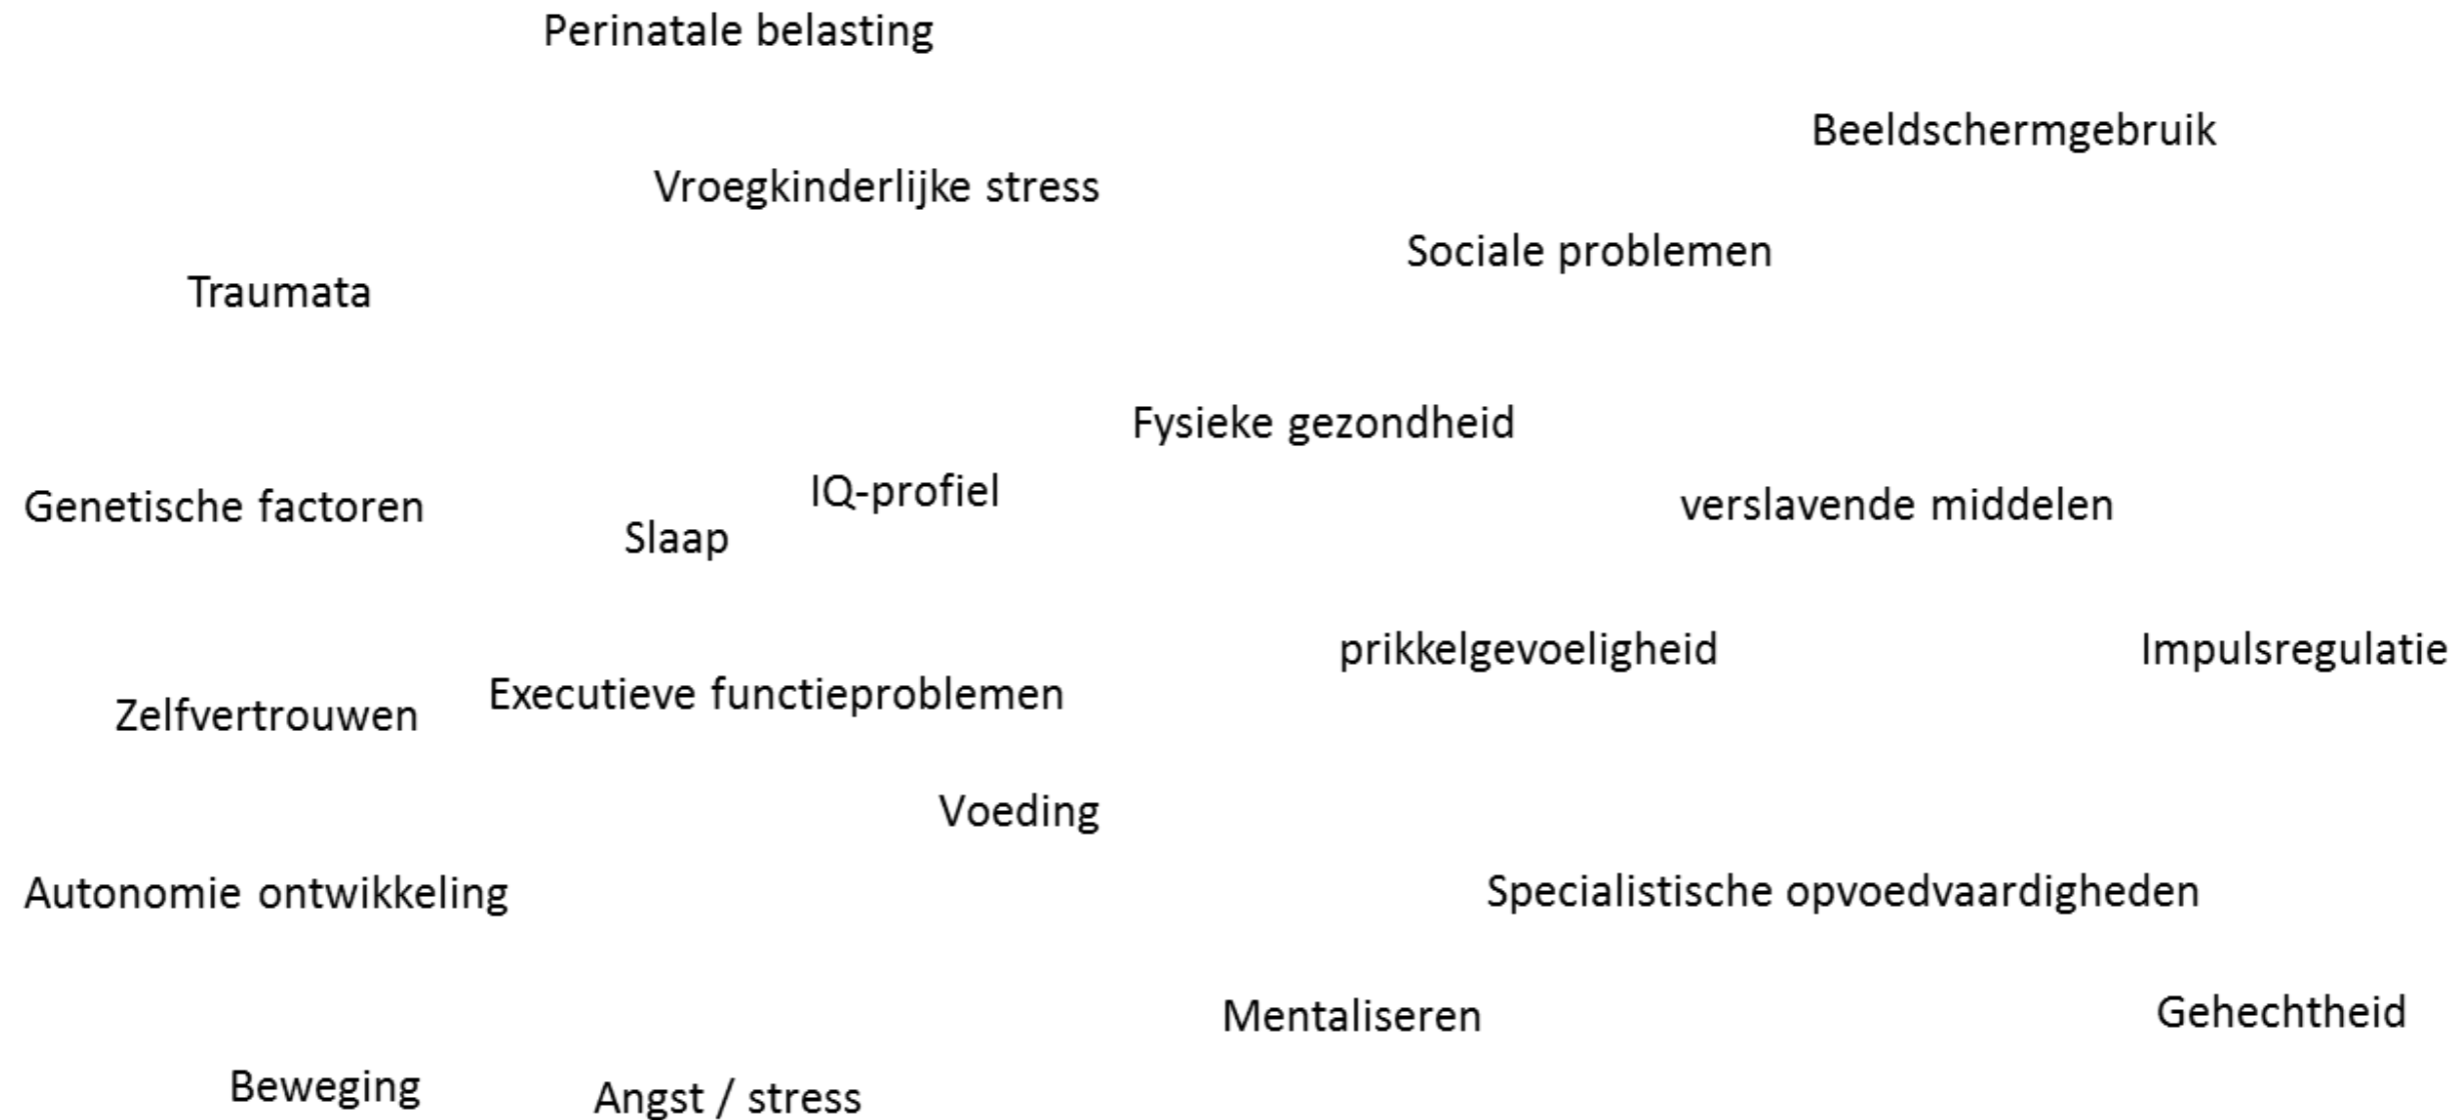 Perinatale belasting
Beeldschermgebruik
Vroegkinderlijke stress
Sociale problemen
Traumata
Fysieke gezondheid
IQ-profiel
Genetische factoren
verslavende middelen
Slaap
prikkelgevoeligheid
Impulsregulatie
Executieve functieproblemen
Zelfvertrouwen
Voeding
Autonomie ontwikkeling
Specialistische opvoedvaardigheden
Mentaliseren
Gehechtheid
Beweging
Angst / stress